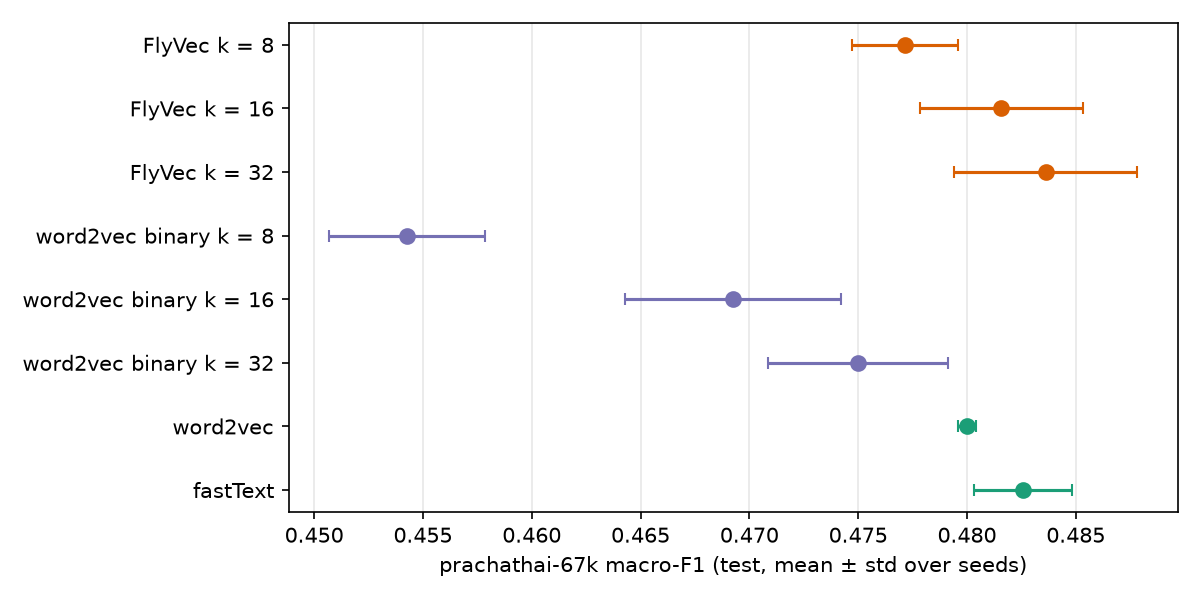 FlyVec k = 8
FlyVec k = 16
FlyVec k = 32
word2vec binary k = 8
word2vec binary k = 16
word2vec binary k = 32
word2vec
fastText
0.450 0.455 0.460 0.465 0.470 0.475 0.480 0.485
prachathai-67k macro-F1 (test, mean ± std over seeds)